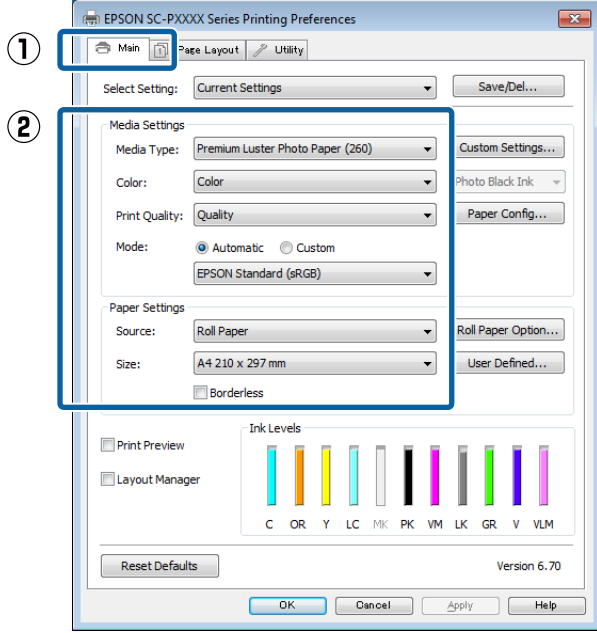 EPSON SC-PXXXX Series Printing Preferences
① Main Page Layout Utility
Select Setting: Current Settings Save/Del...
②
Media Settings
Media Type: Premium Luster Photo Paper (260) Custom Settings...
Color: Color Photo Black Ink
Print Quality: Quality Paper Config...
Mode: Automatic Custom
EPSON Standard (sRGB)
Paper Settings
Source: Roll Paper Roll Paper Option...
Size: A4 210 x 297 mm User Defined...
Borderless
Ink Levels
Print Preview
Layout Manager
C OR Y LC MK PK VM LK GR V VLM
Reset Defaults Version 6.70
OK Cancel Apply Help